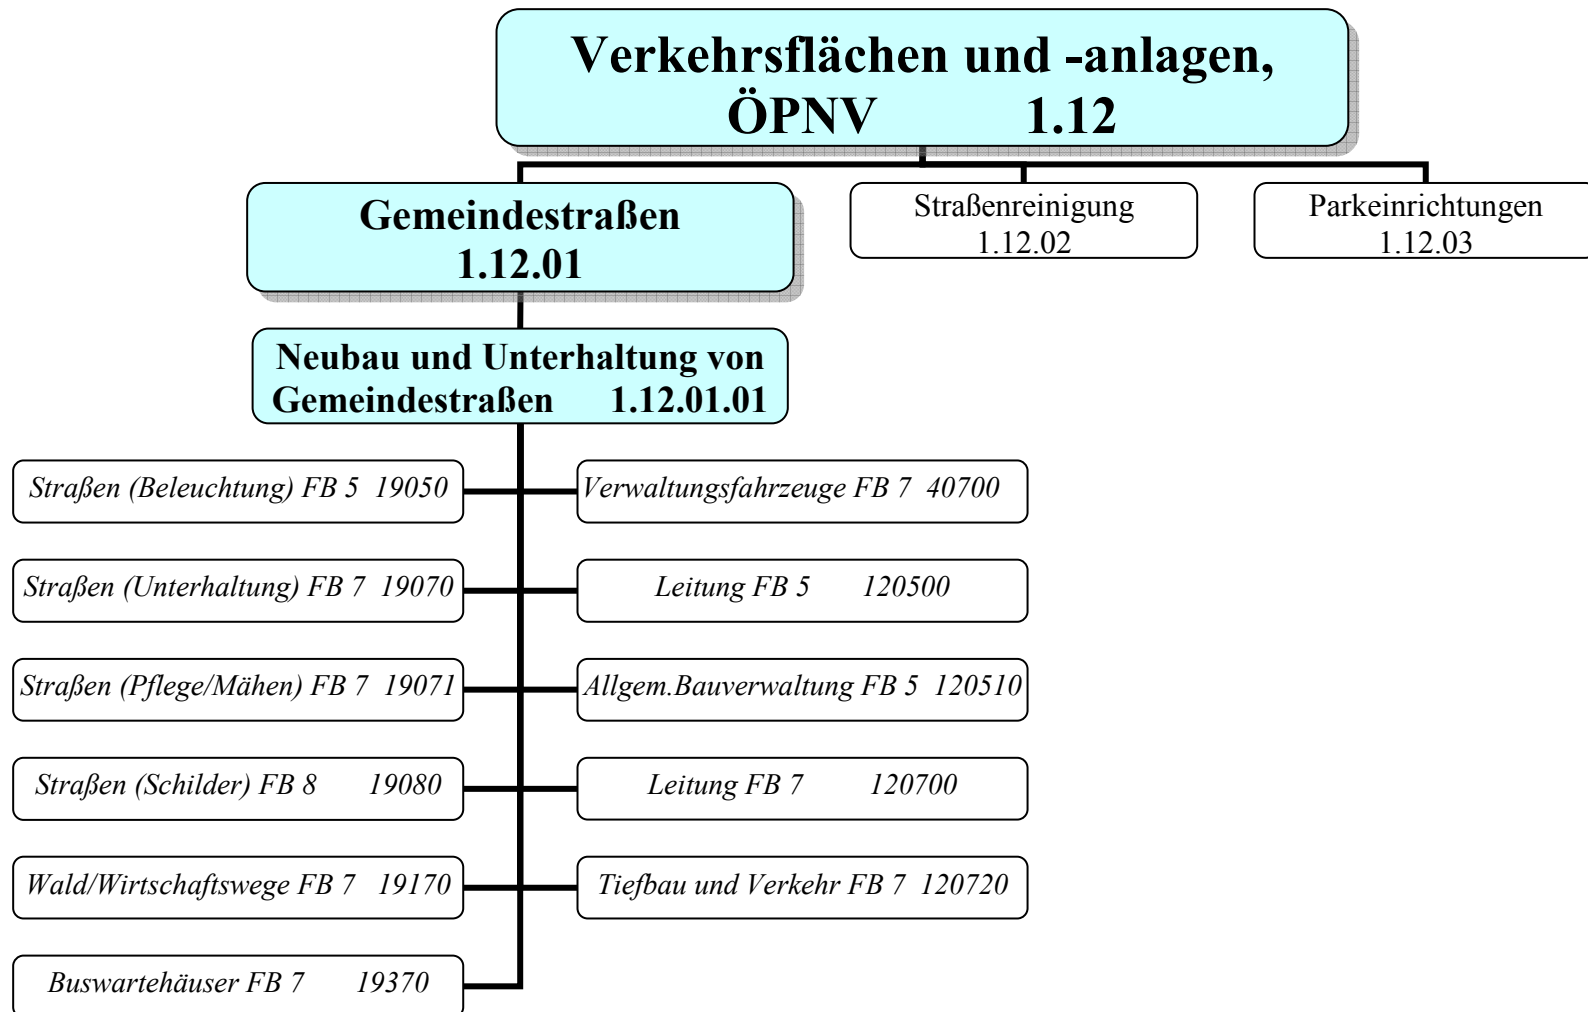 Verkehrsflächen und -anlagen,
ÖPNV 1.12
Gemeindestraßen
1.12.01
Straßenreinigung
1.12.02
Parkeinrichtungen
1.12.03
Neubau und Unterhaltung von
Gemeindestraßen 1.12.01.01
Straßen (Beleuchtung) FB 5 19050
Verwaltungsfahrzeuge FB 7 40700
Straßen (Unterhaltung) FB 7 19070
Leitung FB 5 120500
Straßen (Pflege/Mähen) FB 7 19071
Allgem.Bauverwaltung FB 5 120510
Straßen (Schilder) FB 8 19080
Leitung FB 7 120700
Wald/Wirtschaftswege FB 7 19170
Tiefbau und Verkehr FB 7 120720
Buswartehäuser FB 7 19370